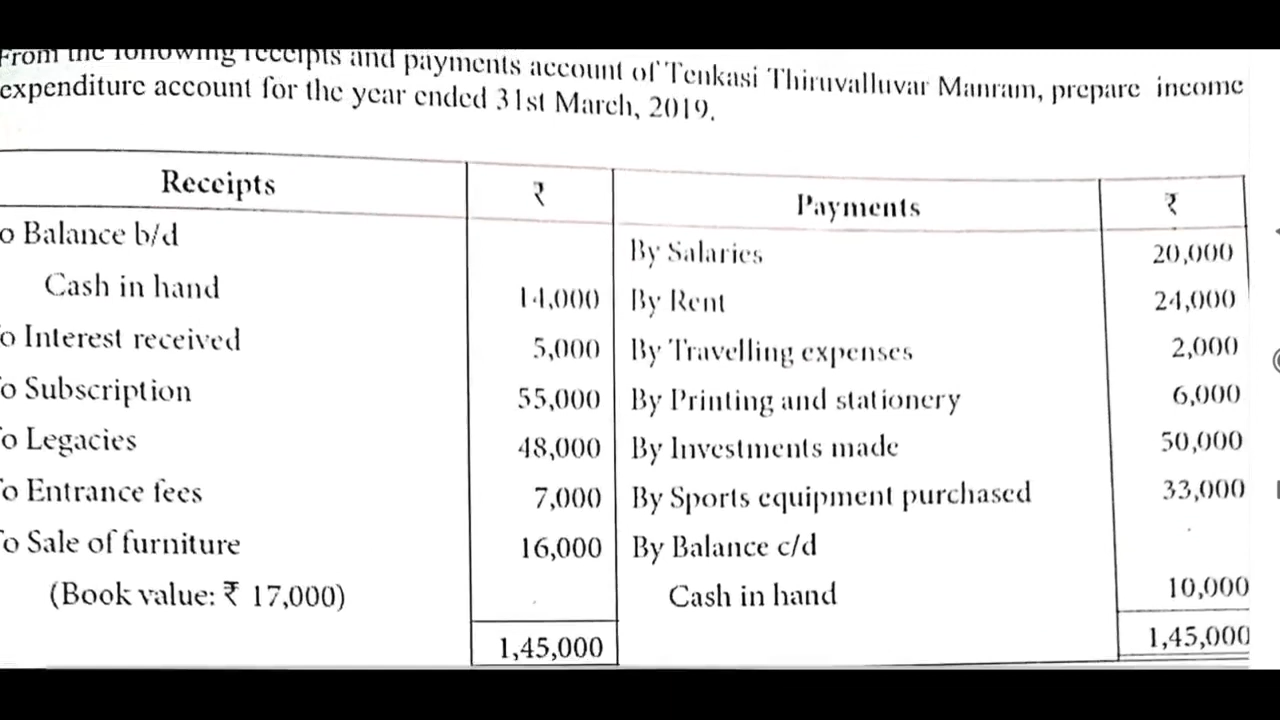 From the following receipts and payments account of Tenkasi Thiruvalluvar Manram, prepare income
expenditure account for the year ended 31st March, 2019.
Receipts ₹ Payments ₹
o Balance b/d By Salaries 20,000
Cash in hand 14,000 By Rent 24,000
o Interest received 5,000 By Travelling expenses 2,000
o Subscription 55,000 By Printing and stationery 6,000
o Legacies 48,000 By Investments made 50,000
o Entrance fees 7,000 By Sports equipment purchased 33,000
o Sale of furniture 16,000 By Balance c/d
(Book value: ₹ 17,000) Cash in hand 10,000
1,45,000 1,45,000